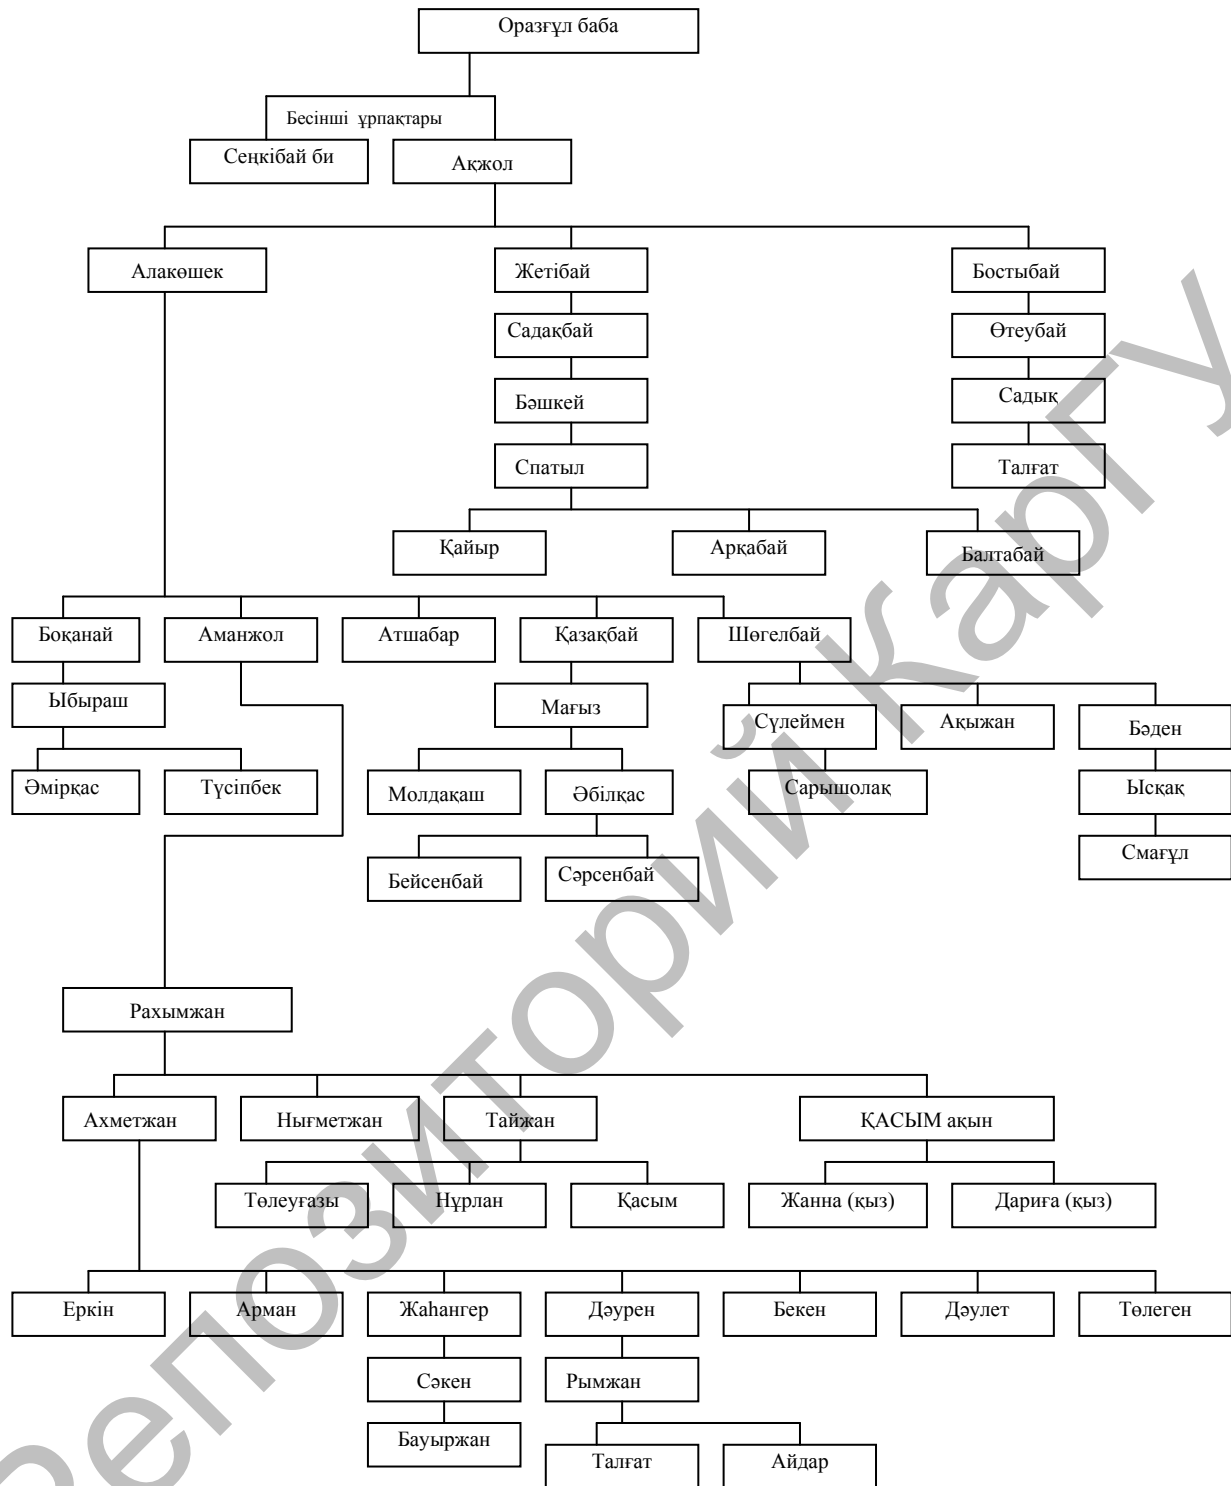 Оразғұл баба
Бесінші ұрпақтары
Сеңкібай би
Ақжол
Алакөшек
Жетібай
Бостыбай
Садақбай
Өтеубай
Бәшкей
Садық
Спатыл
Талғат
Қайыр
Арқабай
Балтабай
Боқанай
Аманжол
Атшабар
Қазақбай
Шөгелбай
Ыбыраш
Мағыз
Сүлеймен
Ақыжан
Бәден
Әмірқас
Түсіпбек
Молдақаш
Әбілқас
Сарышолақ
Ысқақ
Бейсенбай
Сәрсенбай
Смағұл
Рахымжан
Ахметжан
Нығметжан
Тайжан
ҚАСЫМ ақын
Төлеуғазы
Нұрлан
Қасым
Жанна (қыз)
Дариға (қыз)
Еркін
Арман
Жаһангер
Дәурен
Бекен
Дәулет
Төлеген
Сәкен
Рымжан
Бауыржан
Талғат
Айдар
Репозиторий КарГУ